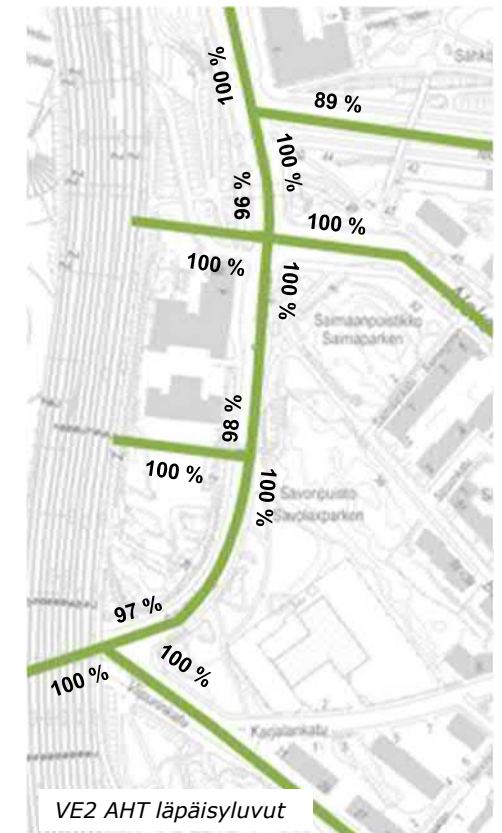 100 %
89 %
100 %
96 %
100 %
100 %
100 %
Saimaanpuistikko
Saimaparken
98 %
100 %
100 %
Savonpuisto
Savolaxparken
97 %
100 %
100 %
Karjalankatu
VE2 AHT läpäisyluvut